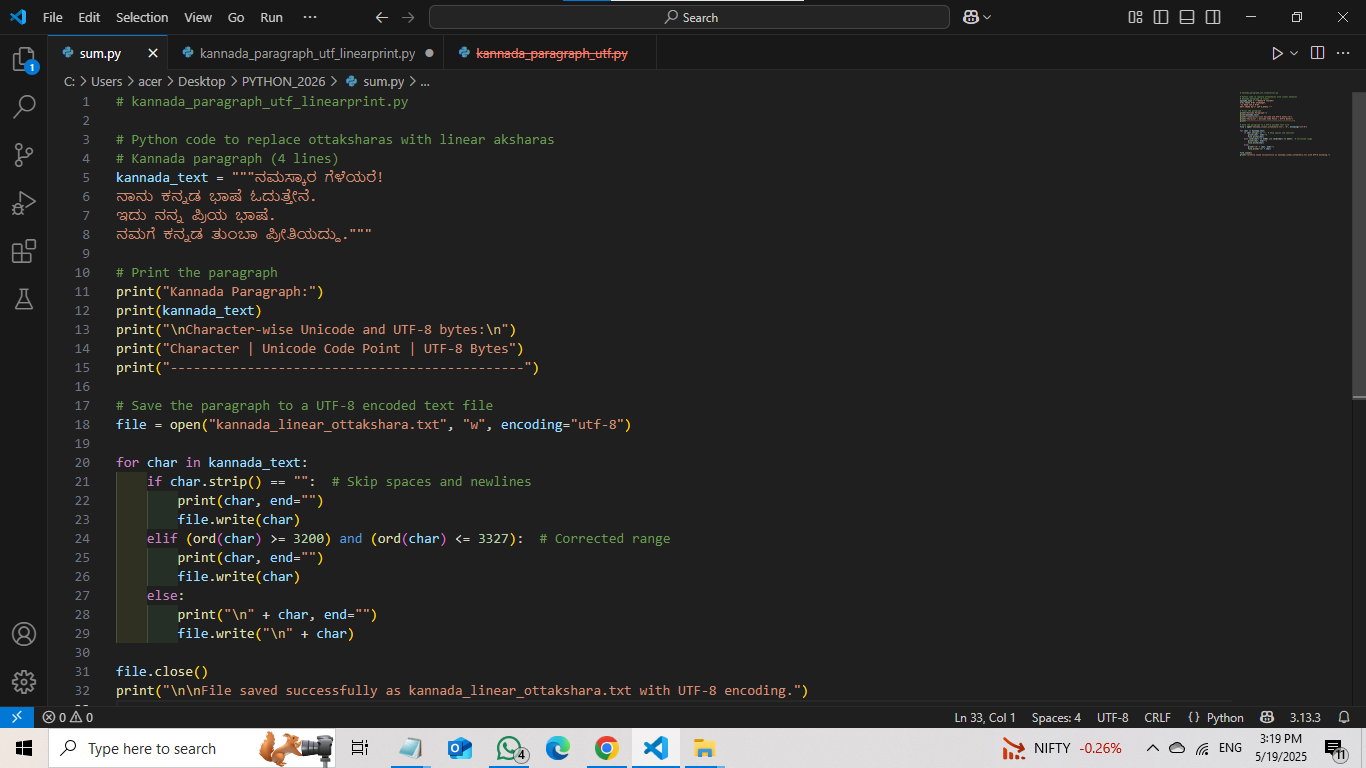 File Edit Selection View Go Run ··· Search
sum.py kannada_paragraph_utf_linearprint.py kannada_paragraph_utf.py
C: > Users > acer > Desktop > PYTHON_2026 > sum.py > ...
1 # kannada_paragraph_utf_linearprint.py
2
3 # Python code to replace ottaksharas with linear aksharas
4 # Kannada paragraph (4 lines)
5 kannada_text = """ನಮಸ್ಕಾರ ಗೆಳೆಯರೆ!
6 ನಾನು ಕನ್ನಡ ಭಾಷೆ ಓದುತ್ತೇನೆ.
7 ಇದು ನನ್ನ ಪ್ರಿಯ ಭಾಷೆ.
8 ನಮಗೆ ಕನ್ನಡ ತುಂಬಾ ಪ್ರೀತಿಯದ್ದು."""
9
10 # Print the paragraph
11 print("Kannada Paragraph:")
12 print(kannada_text)
13 print("\nCharacter-wise Unicode and UTF-8 bytes:\n")
14 print("Character | Unicode Code Point | UTF-8 Bytes")
15 print("----------------------------------------------")
16
17 # Save the paragraph to a UTF-8 encoded text file
18 file = open("kannada_linear_ottakshara.txt", "w", encoding="utf-8")
19
20 for char in kannada_text:
21     if char.strip() == "":  # Skip spaces and newlines
22         print(char, end="")
23         file.write(char)
24     elif (ord(char) >= 3200) and (ord(char) <= 3327):  # Corrected range
25         print(char, end="")
26         file.write(char)
27     else:
28         print("\n" + char, end="")
29         file.write("\n" + char)
30
31 file.close()
32 print("\n\nFile saved successfully as kannada_linear_ottakshara.txt with UTF-8 encoding.")
1
0 0 Ln 33, Col 1 Spaces: 4 UTF-8 CRLF {} Python 3.13.3
Type here to search 4 NIFTY -0.26% ENG 3:19 PM
5/19/2025 11